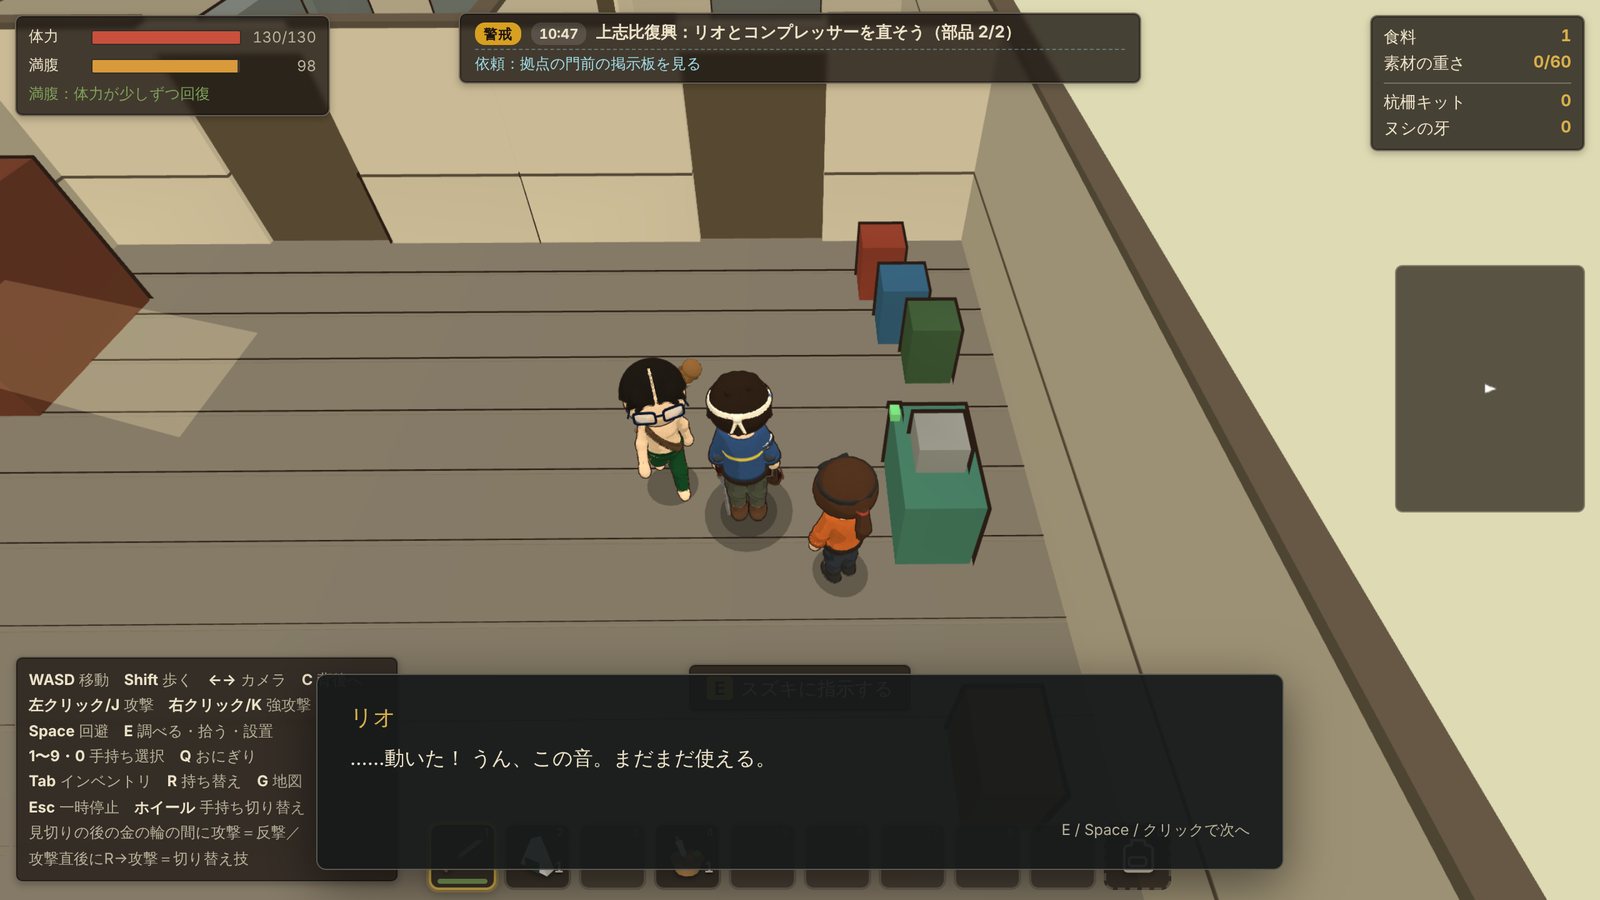 体力 130/130
満腹 98
満腹：体力が少しずつ回復
警戒 10:47 上志比復興：リオとコンプレッサーを直そう（部品 2/2）
依頼：拠点の門前の掲示板を見る
食料 1
素材の重さ 0/60
杭柵キット 0
ヌシの牙 0
WASD 移動 Shift 歩く ←→ カメラ C
左クリック/J 攻撃 右クリック/K 強攻撃
Space 回避 E 調べる・拾う・設置
1〜9・0 手持ち選択 Q おにぎり
Tab インベントリ R 持ち替え G 地図
Esc 一時停止 ホイール 手持ち切り替え
見切りの後の金の輪の間に攻撃＝反撃／
攻撃直後にR→攻撃＝切り替え技
E スズキに指示する
リオ
……動いた！ うん、この音。まだまだ使える。
E / Space / クリックで次へ
1
1